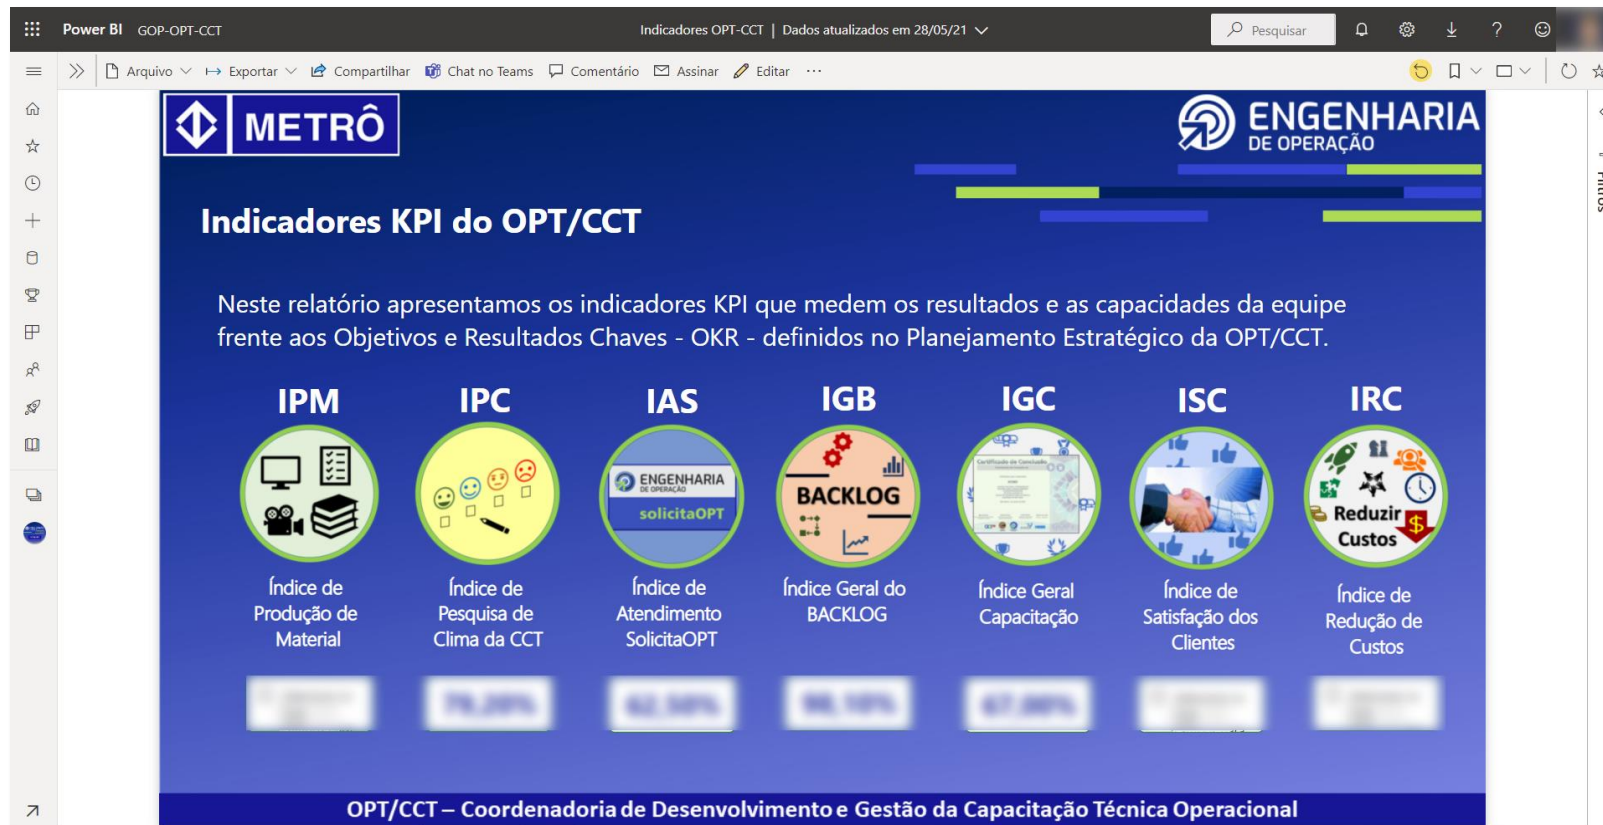 Power BI GOP-OPT-CCT
Indicadores OPT-CCT | Dados atualizados em 28/05/21
Pesquisar
Arquivo Exportar Compartilhar Chat no Teams Comentário Assinar Editar
METRÔ
ENGENHARIA
DE OPERAÇÃO
Filtros
Indicadores KPI do OPT/CCT
Neste relatório apresentamos os indicadores KPI que medem os resultados e as capacidades da equipe
frente aos Objetivos e Resultados Chaves - OKR - definidos no Planejamento Estratégico da OPT/CCT.
IPM
IPC
IAS
IGB
IGC
ISC
IRC
ENGENHARIA
DE OPERAÇÃO
solicitaOPT
BACKLOG
Certificado de Conclusão
Reduzir
Custos
Índice de
Produção de
Material
Índice de
Pesquisa de
Clima da CCT
Índice de
Atendimento
SolicitaOPT
Índice Geral do
BACKLOG
Índice Geral
Capacitação
Índice de
Satisfação dos
Clientes
Índice de
Redução de
Custos
OPT/CCT – Coordenadoria de Desenvolvimento e Gestão da Capacitação Técnica Operacional